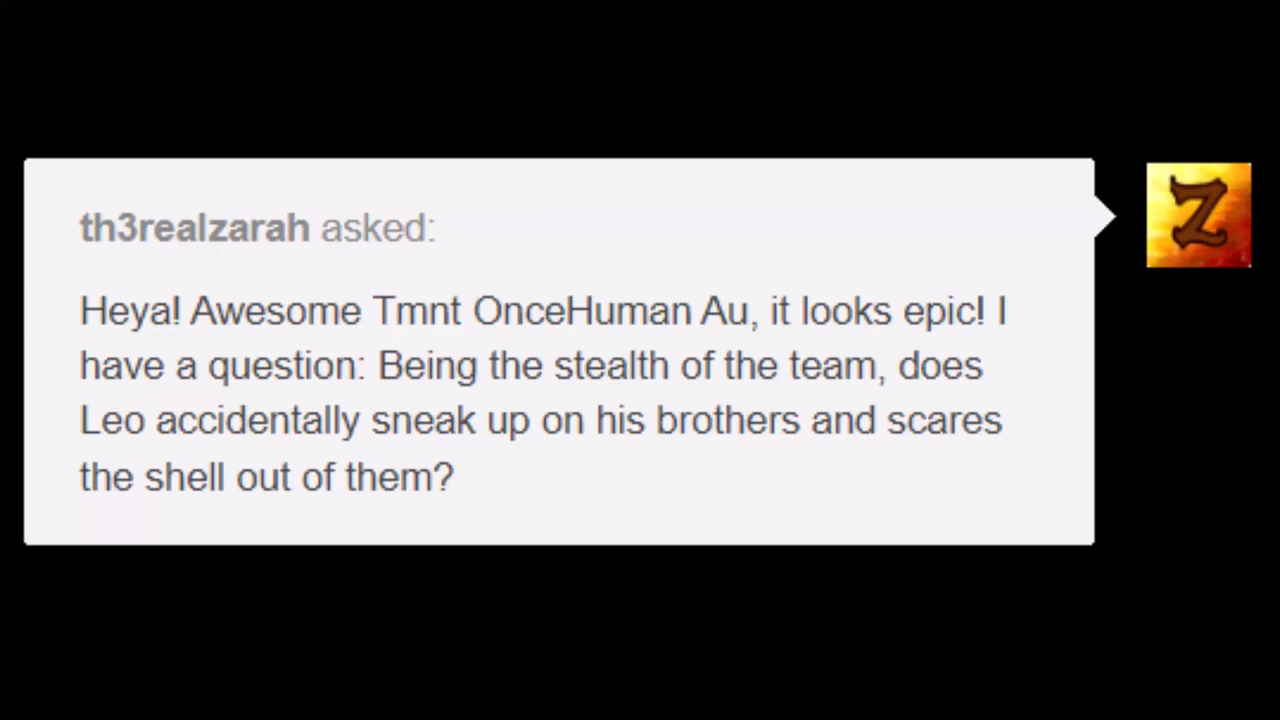 th3realzarah asked:
Heya! Awesome Tmnt OnceHuman Au, it looks epic! I
have a question: Being the stealth of the team, does
Leo accidentally sneak up on his brothers and scares
the shell out of them?
Z